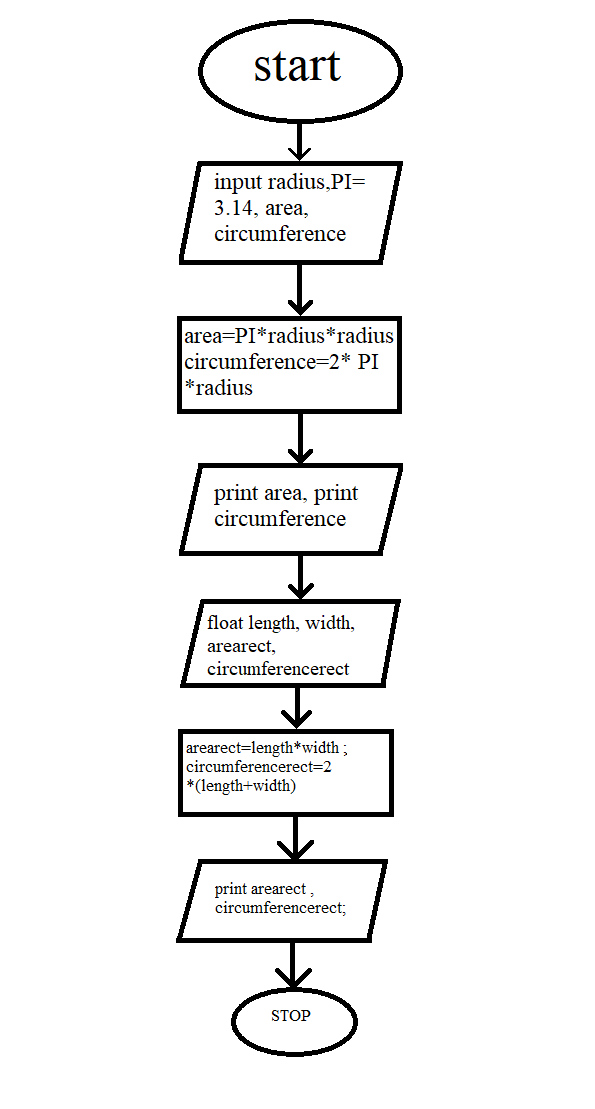 start
input radius,PI=
3.14, area,
circumference
area=PI*radius*radius
circumference=2* PI
*radius
print area, print
circumference
float length, width,
arearect,
circumferencerect
arearect=length*width ;
circumferencerect=2
*(length+width)
print arearect ,
circumferencerect;
STOP